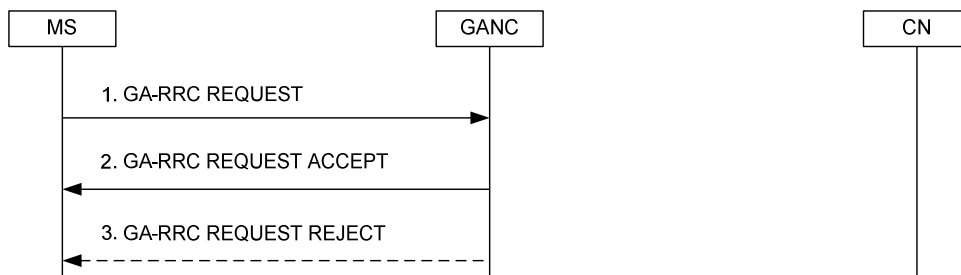 MS
GANC
CN
1. GA-RRC REQUEST
2. GA-RRC REQUEST ACCEPT
3. GA-RRC REQUEST REJECT